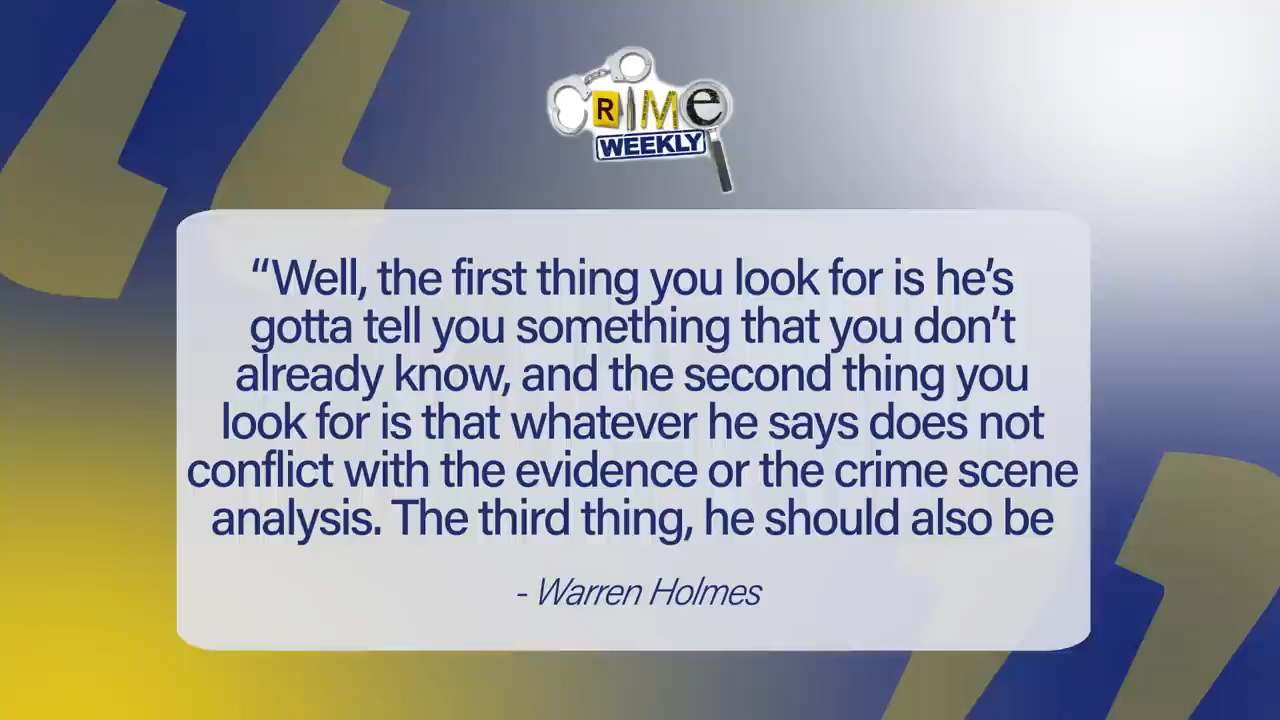 CRIME
WEEKLY
“Well, the first thing you look for is he’s
gotta tell you something that you don’t
already know, and the second thing you
look for is that whatever he says does not
conflict with the evidence or the crime scene
analysis. The third thing, he should also be
- Warren Holmes